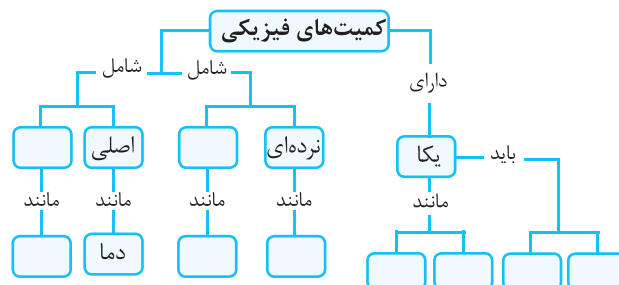 کمیت‌های فیزیکی
دارای
شامل
شامل
یکا
باید
نرده‌ای
اصلی
مانند
مانند
مانند
مانند
مانند
دما